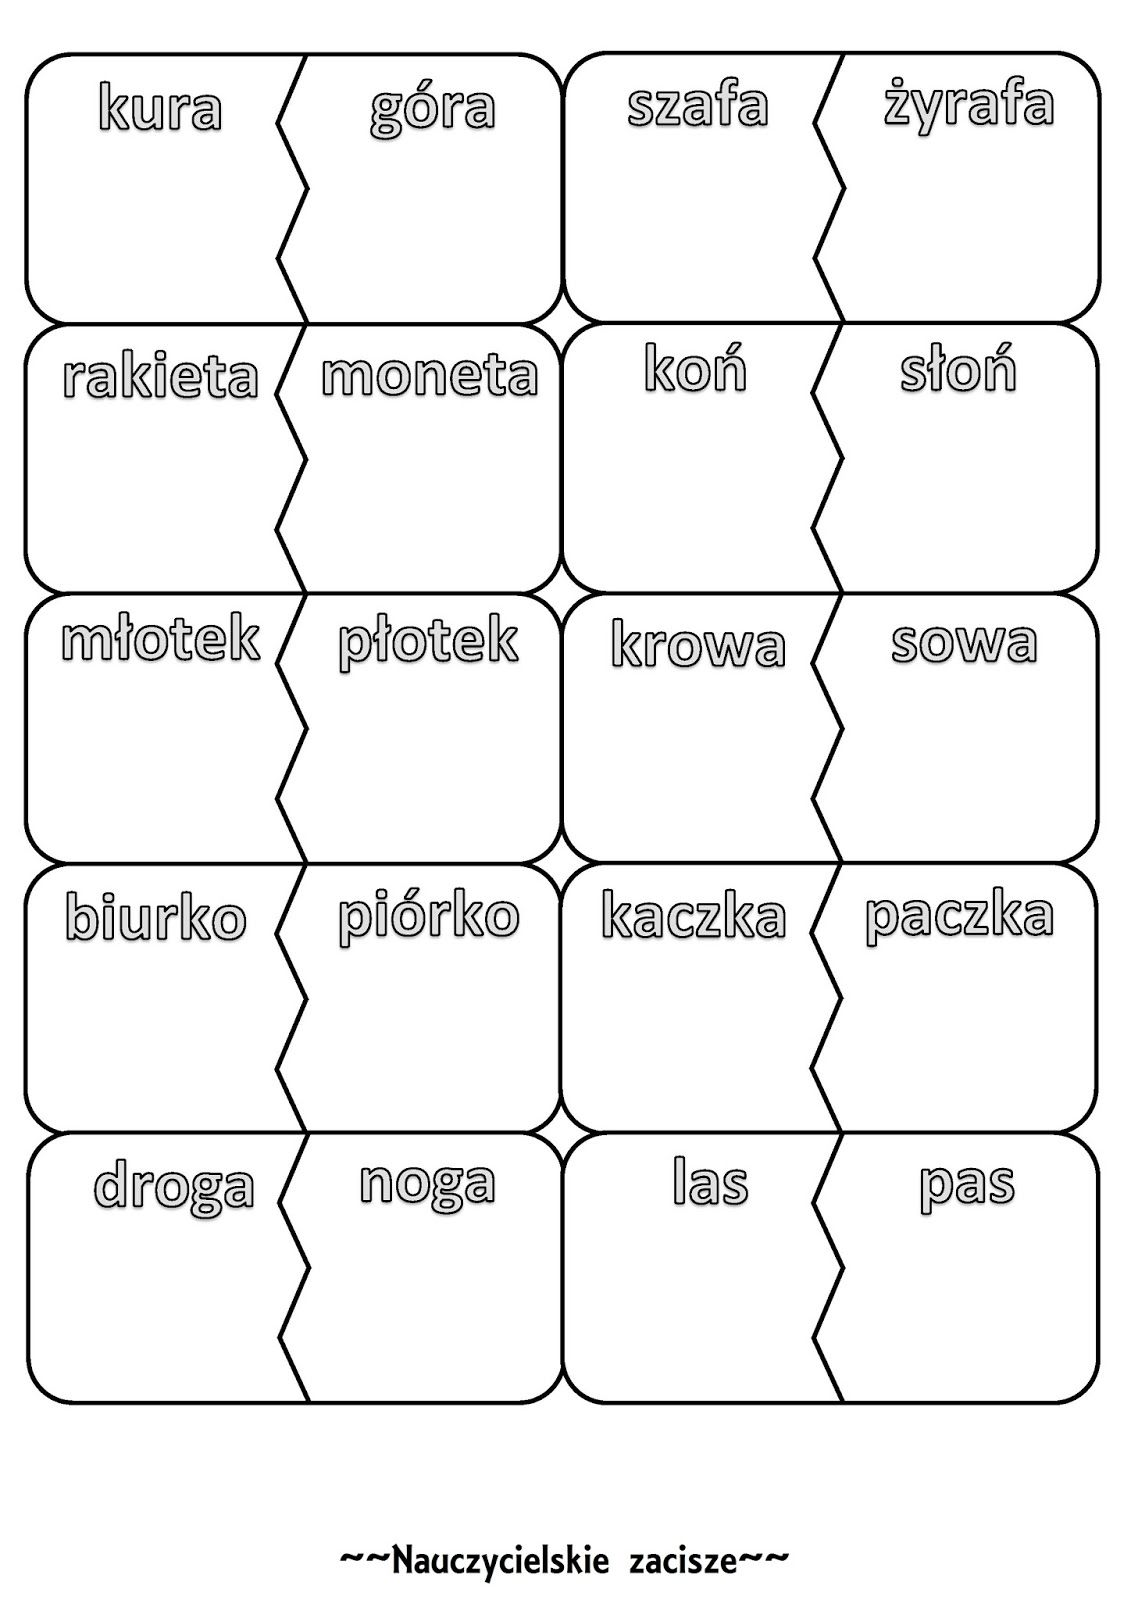 kura góra szafa żyrafa
rakieta moneta koń słoń
młotek płotek krowa sowa
biurko piórko kaczka paczka
droga noga las pas
~~Nauczycielskie zacisze~~